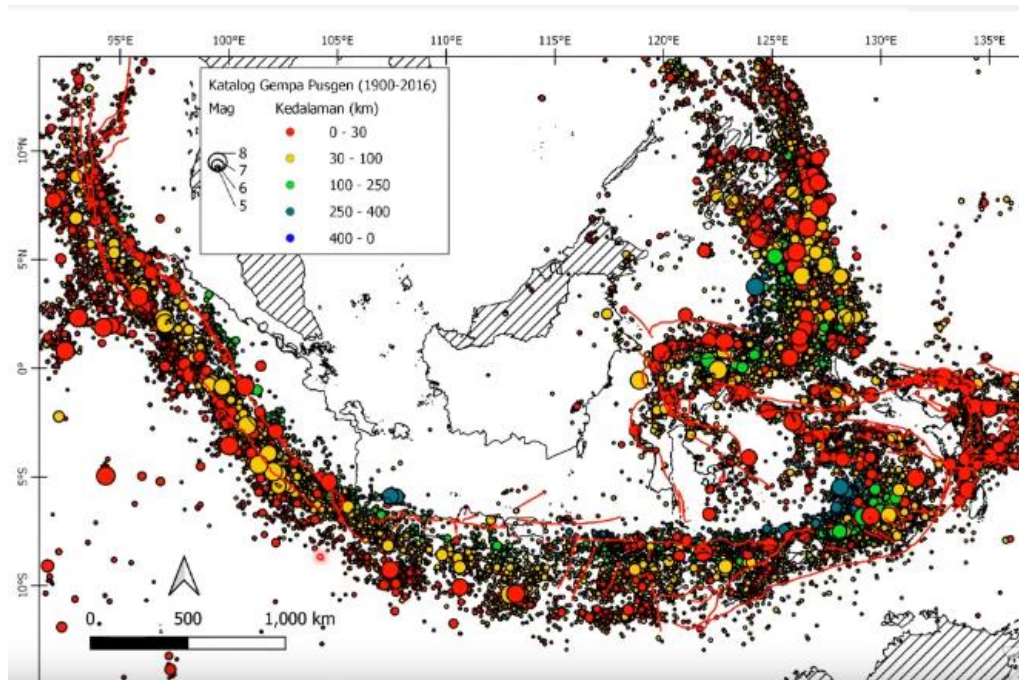 95°E 100°E 105°E 110°E 115°E 120°E 125°E 130°E 135°E
Katalog Gempa Pusgen (1900-2016)
Mag Kedalaman (km)
0 - 30
30 - 100
100 - 250
250 - 400
400 - 0
8
7
6
5
10°N
5°N
0°
5°S
10°S
0 500 1,000 km